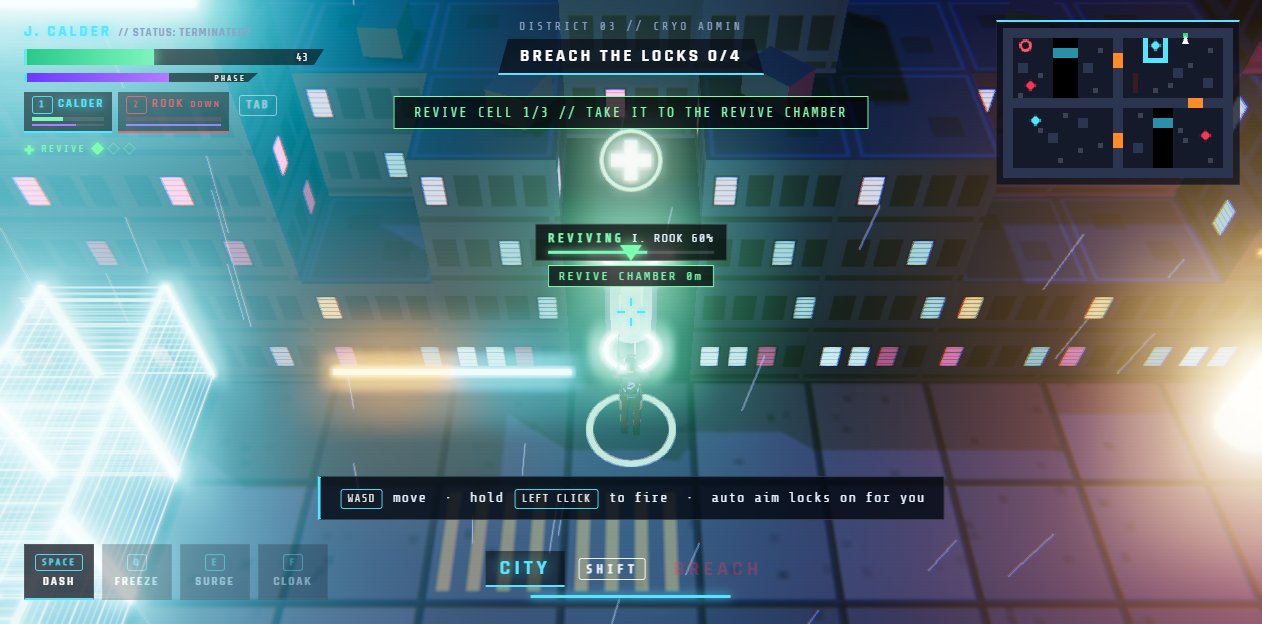 J. CALDER // STATUS: TERMINATED
43
PHASE
1 CALDER
2 ROOK DOWN
TAB
REVIVE
DISTRICT 03 // CRYO ADMIN
BREACH THE LOCKS 0/4
REVIVE CELL 1/3 // TAKE IT TO THE REVIVE CHAMBER
REVIVING I. ROOK 60%
REVIVE CHAMBER 0m
WASD move · hold LEFT CLICK to fire · auto aim locks on for you
SPACE
DASH
Q
FREEZE
E
SURGE
F
CLOAK
CITY SHIFT BREACH